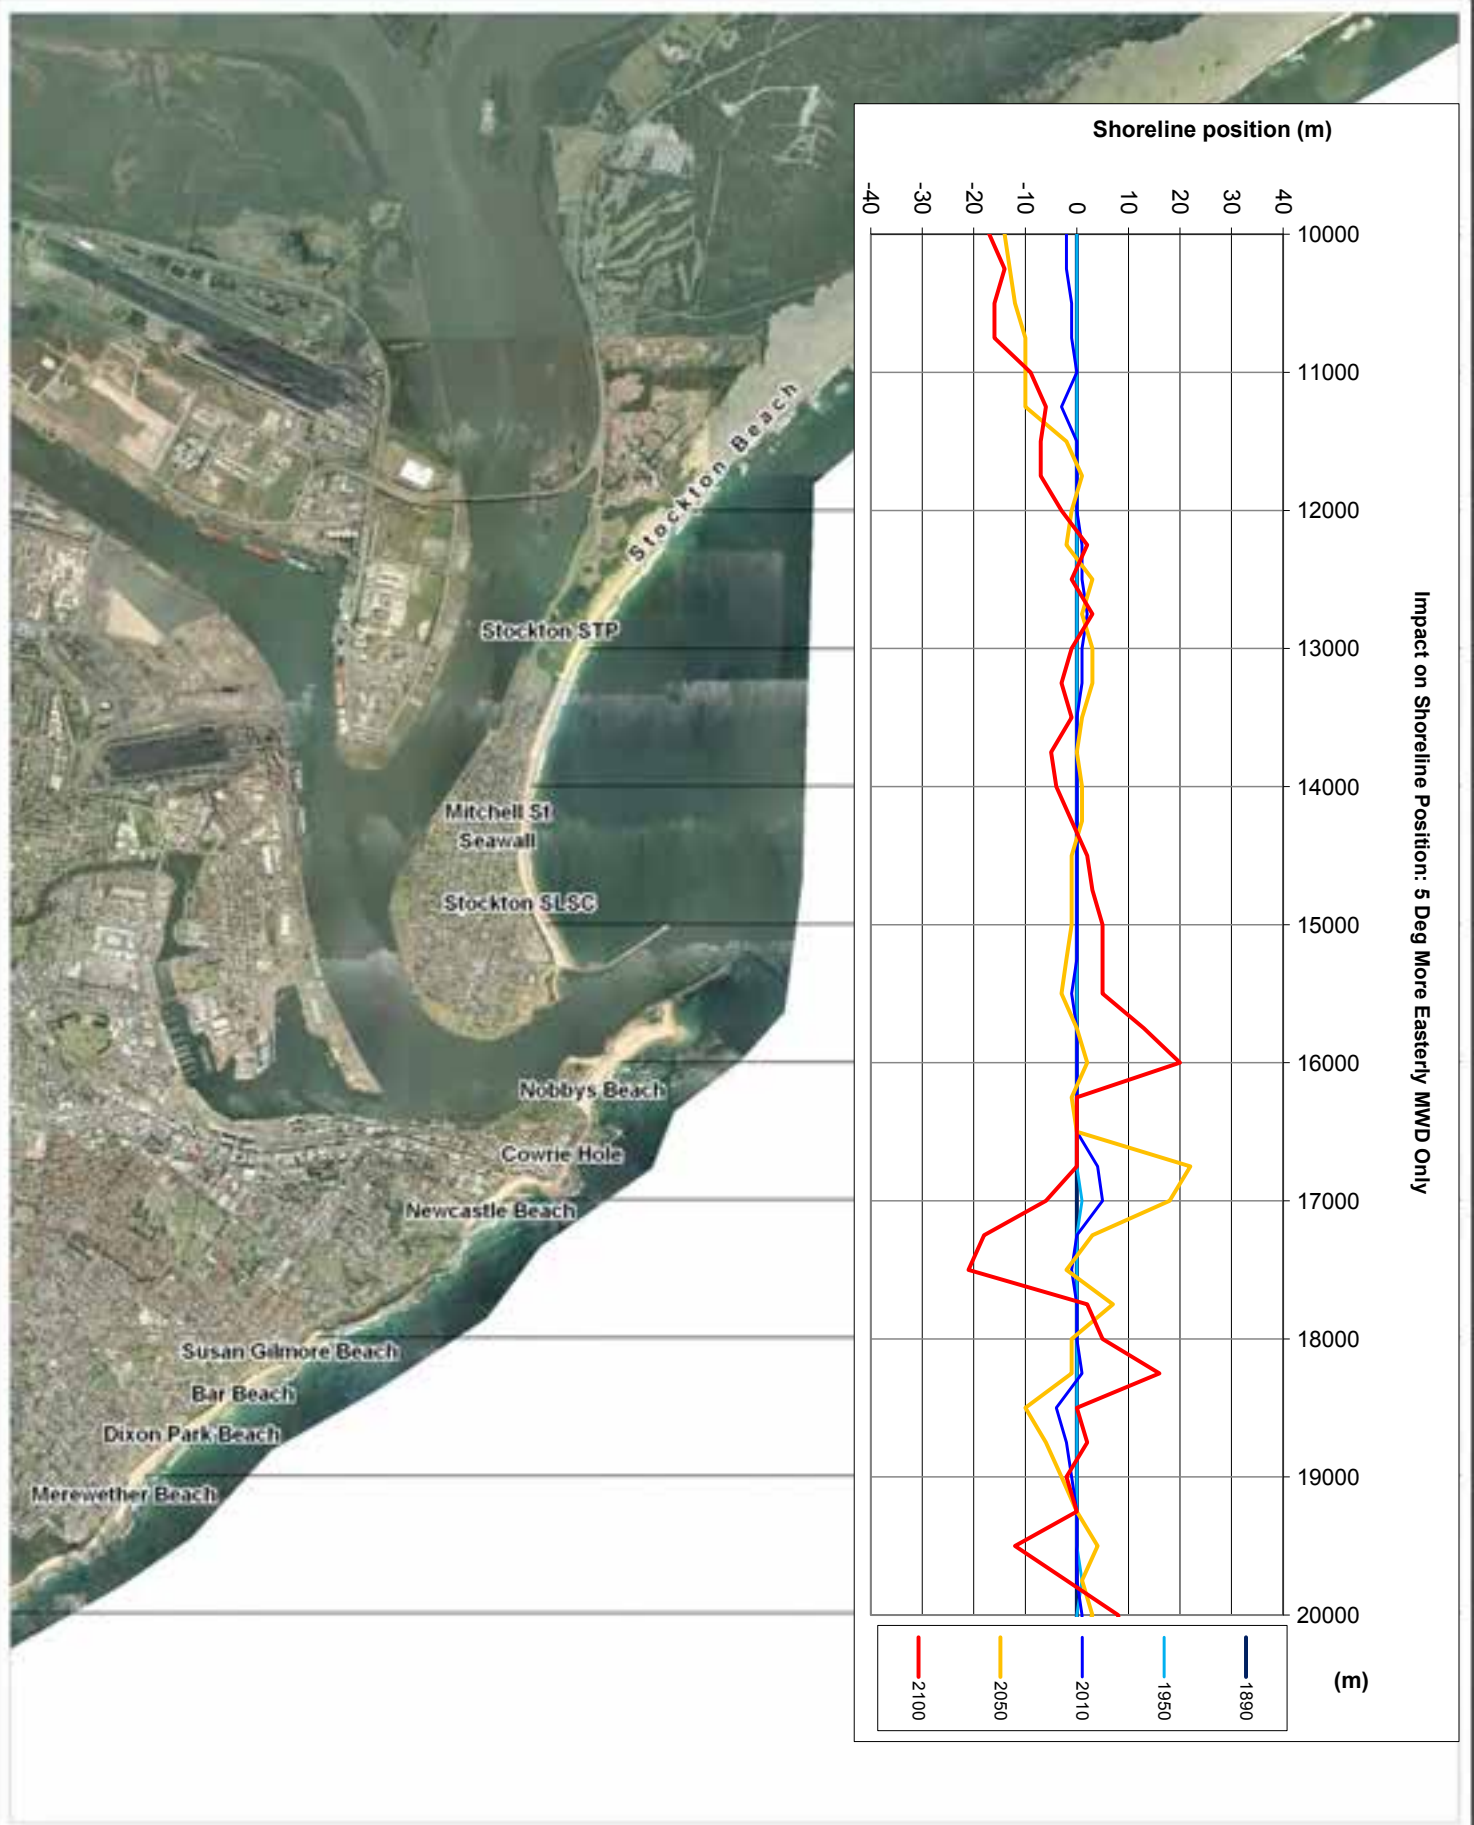 Shoreline position (m)
-40
-30
-20
-10
0
10
20
30
40
10000
11000
12000
13000
14000
15000
16000
17000
18000
19000
20000
(m)
Impact on Shoreline Position: 5 Deg More Easterly MWD Only
2100
2050
2010
1950
1890
Stockton Beach
Stockton STP
Mitchell St
Seawall
Stockton SLSC
Nobbys Beach
Cowrie Hole
Newcastle Beach
Susan Gilmore Beach
Bar Beach
Dixon Park Beach
Merewether Beach